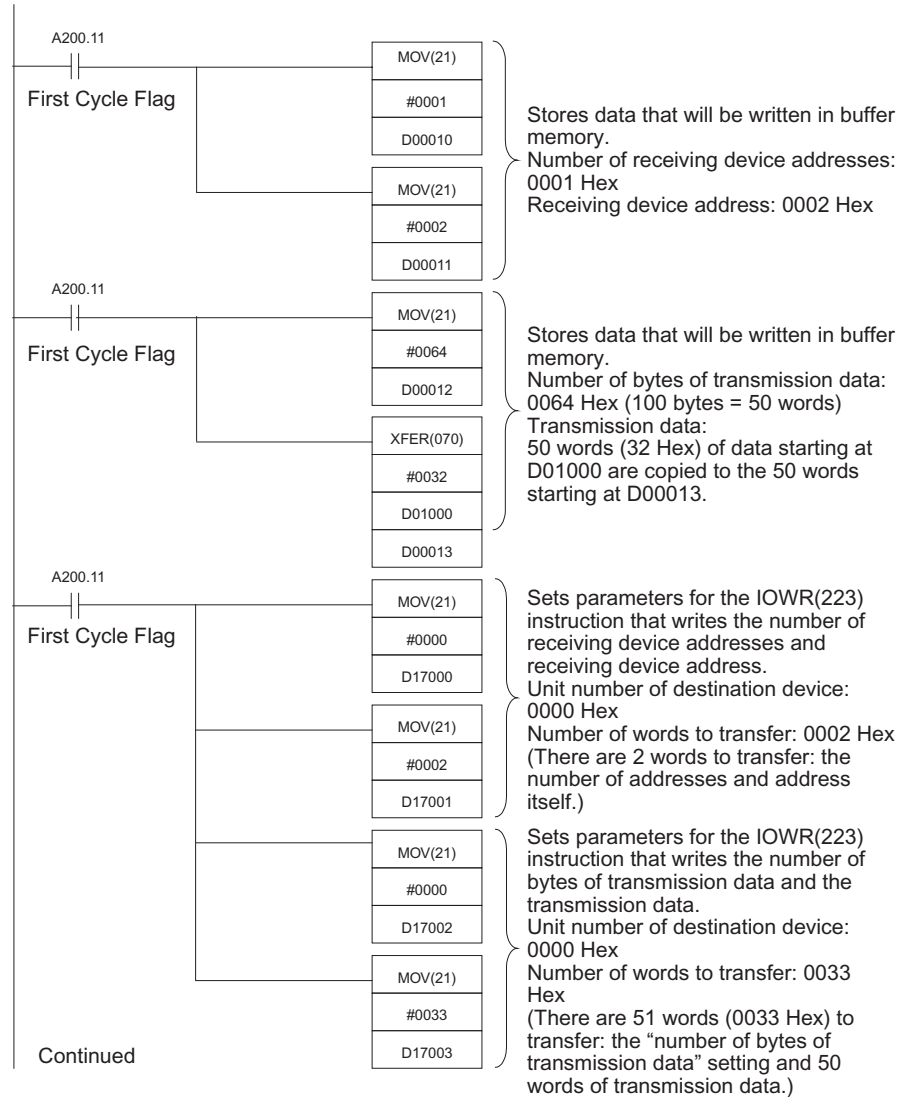 A200.11
First Cycle Flag
MOV(21)
#0001
D00010
MOV(21)
#0002
D00011
Stores data that will be written in buffer
memory.
Number of receiving device addresses:
0001 Hex
Receiving device address: 0002 Hex
A200.11
First Cycle Flag
MOV(21)
#0064
D00012
XFER(070)
#0032
D01000
D00013
Stores data that will be written in buffer
memory.
Number of bytes of transmission data:
0064 Hex (100 bytes = 50 words)
Transmission data:
50 words (32 Hex) of data starting at
D01000 are copied to the 50 words
starting at D00013.
A200.11
First Cycle Flag
MOV(21)
#0000
D17000
MOV(21)
#0002
D17001
Sets parameters for the IOWR(223)
instruction that writes the number of
receiving device addresses and
receiving device address.
Unit number of destination device:
0000 Hex
Number of words to transfer: 0002 Hex
(There are 2 words to transfer: the
number of addresses and address
itself.)
MOV(21)
#0000
D17002
MOV(21)
#0033
D17003
Sets parameters for the IOWR(223)
instruction that writes the number of
bytes of transmission data and the
transmission data.
Unit number of destination device:
0000 Hex
Number of words to transfer: 0033
Hex
(There are 51 words (0033 Hex) to
transfer: the “number of bytes of
transmission data” setting and 50
words of transmission data.)
Continued